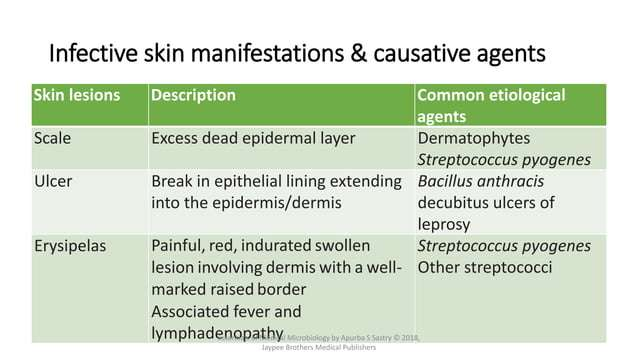 Infective skin manifestations & causative agents
Skin lesions
Description
Common etiological
agents
Scale
Excess dead epidermal layer
Dermatophytes
Streptococcus pyogenes
Ulcer
Break in epithelial lining extending
into the epidermis/dermis
Bacillus anthracis
decubitus ulcers of
leprosy
Erysipelas
Painful, red, indurated swollen
lesion involving dermis with a well-
marked raised border
Associated fever and
lymphadenopathy
Streptococcus pyogenes
Other streptococci
Microbiology by Apurba S Sastry © 2018,
Jaypee Brothers Medical Publishers